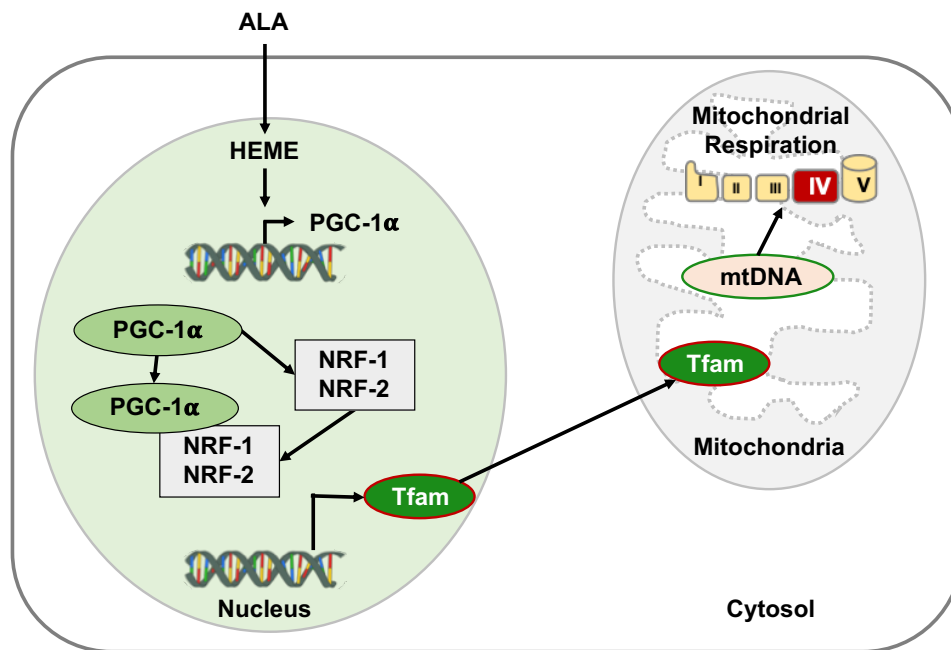 ALA
HEME
PGC-1α
PGC-1α
PGC-1α
NRF-1
NRF-2
NRF-1
NRF-2
Tfam
Nucleus
Mitochondrial
Respiration
I II III IV V
mtDNA
Tfam
Mitochondria
Cytosol